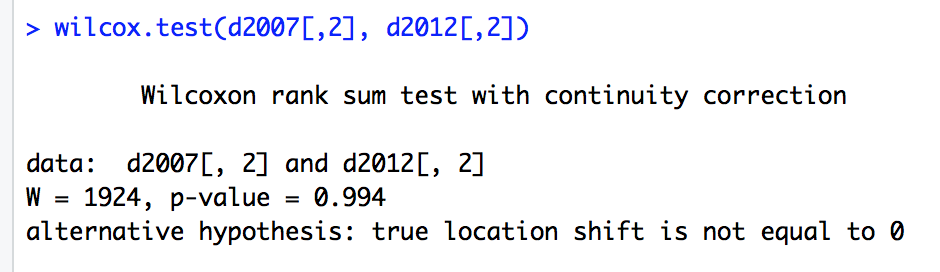 > wilcox.test(d2007[,2], d2012[,2])
Wilcoxon rank sum test with continuity correction
data:  d2007[, 2] and d2012[, 2]
W = 1924, p-value = 0.994
alternative hypothesis: true location shift is not equal to 0